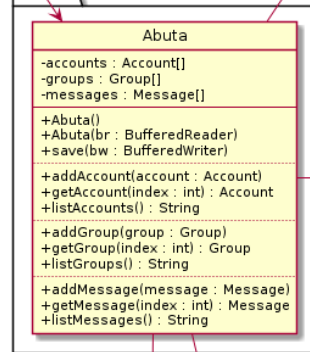 Abuta
-accounts : Account[]
-groups : Group[]
-messages : Message[]
+Abuta()
+Abuta(br : BufferedReader)
+save(bw : BufferedWriter)
+addAccount(account : Account)
+getAccount(index : int) : Account
+listAccounts() : String
+addGroup(group : Group)
+getGroup(index : int) : Group
+listGroups() : String
+addMessage(message : Message)
+getMessage(index : int) : Message
+listMessages() : String